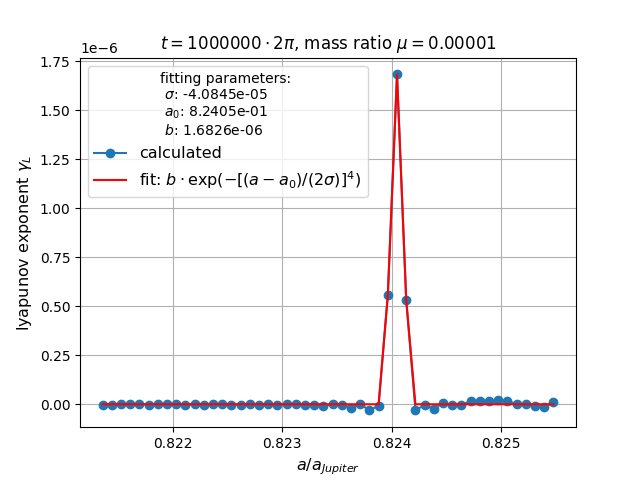 t = 1000000 · 2π, mass ratio μ = 0.00001
1e−6
fitting parameters:
σ: -4.0845e-05
a₀: 8.2405e-01
b: 1.6826e-06
calculated
fit: b · exp(−[(a − a₀)/(2σ)]⁴)
1.75
1.50
1.25
1.00
0.75
0.50
0.25
0.00
lyapunov exponent γ_L
0.822 0.823 0.824 0.825
a/a_Jupiter